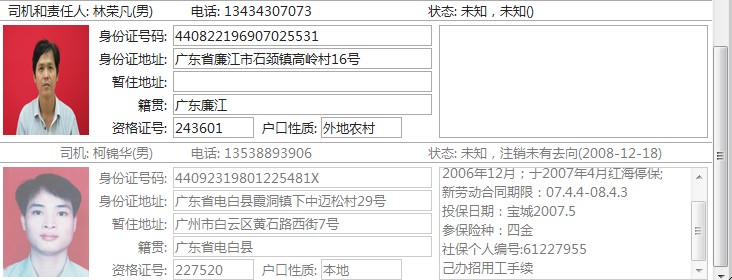 司机和责任人: 林荣凡(男) 电话: 13434307073 状态: 未知，未知()
身份证号码: 440822196907025531
身份证地址: 广东省廉江市石颈镇高岭村16号
暂住地址:
籍贯: 广东廉江
资格证号: 243601 户口性质: 外地农村
司机: 柯锦华(男) 电话: 13538893906 状态: 未知，注销未有去向(2008-12-18)
身份证号码: 44092319801225481X
身份证地址: 广东省电白县霞洞镇下中迈松村29号
暂住地址: 广州市白云区黄石路西街7号
籍贯: 广东省电白县
资格证号: 227520 户口性质: 本地
2006年12月；于2007年4月红海停保;
新劳动合同期限：07.4.4-08.4.3
投保日期：宝城2007.5
参保险种：四金
社保个人编号:61227955
己办招用工手续